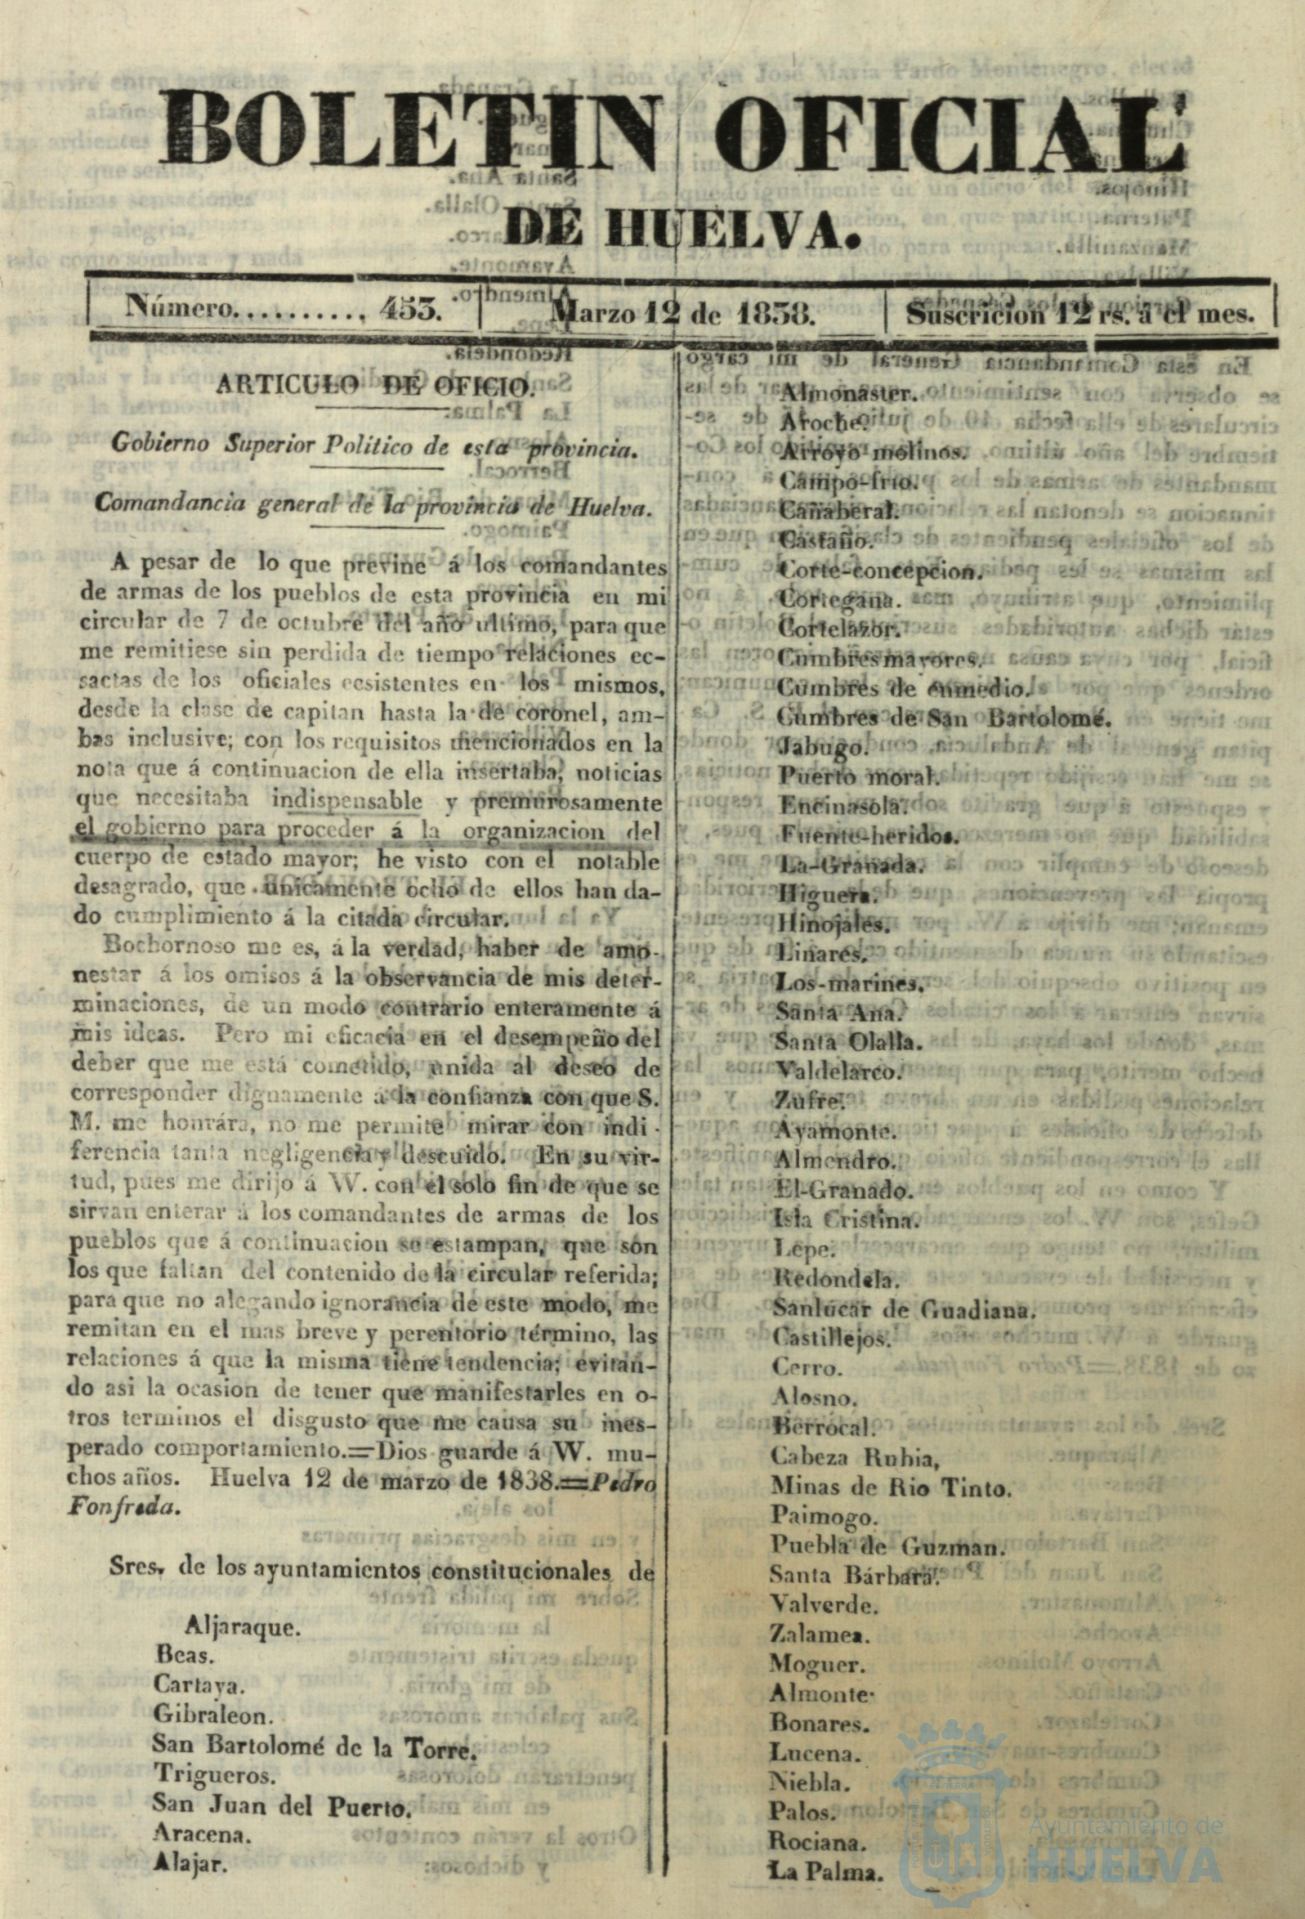 BOLETIN OFICIAL
DE HUELVA.
Número.......... 453.
Marzo 12 de 1838.
Suscricion 12 rs. á el mes.
ARTICULO DE OFICIO.
Gobierno Superior Politico de esta provincia.
Comandancia general de la provincia de Huelva.
A pesar de lo que previne á los comandantes
de armas de los pueblos de esta provincia en mi
circular de 7 de octubre del año ultimo, para que
me remitiese sin perdida de tiempo relaciones ec-
sactas de los oficiales ecsistentes en los mismos,
desde la clase de capitan hasta la de coronel, am-
bas inclusive; con los requisitos mencionados en la
nota que á continuacion de ella insertaba, noticias
que necesitaba indispensable y premurosamente
el gobierno para proceder á la organizacion del
cuerpo de estado mayor; he visto con el notable
desagrado, que unicamente ocho de ellos han da-
do cumplimiento á la citada circular.
Bochornoso me es, á la verdad, haber de amo-
nestar á los omisos á la observancia de mis deter-
minaciones, de un modo contrario enteramente á
mis ideas. Pero mi eficacia en el desempeño del
deber que me está cometido, unida al deseo de
corresponder dignamente á la confianza con que S.
M. me honrára, no me permite mirar con indi-
ferencia tanta negligencia y descuido. En su vir-
tud, pues me dirijo á W. con el solo fin de que se
sirvan enterar á los comandantes de armas de los
pueblos que á continuacion se estampan, que son
los que faltan del contenido de la circular referida;
para que no alegando ignorancia de este modo, me
remitan en el mas breve y perentorio término, las
relaciones á que la misma tiene tendencia; evitan-
do asi la ocasion de tener que manifestarles en o-
tros terminos el disgusto que me causa su ines-
perado comportamiento.=Dios guarde á W. mu-
chos años. Huelva 12 de marzo de 1838.=Pedro
Fonfreda.
Sres. de los ayuntamientos constitucionales de
Aljaraque.
Beas.
Cartaya.
Gibraleon.
San Bartolomé de la Torre.
Trigueros.
San Juan del Puerto.
Aracena.
Alajar.
Almonaster.
Aroche.
Arroyo molinos.
Campo-frio.
Cañaberal.
Castaño.
Corte-concepcion.
Cortegana.
Cortelazor.
Cumbres mayores.
Cumbres de enmedio.
Cumbres de San Bartolomé.
Jabugo.
Puerto moral.
Encinasola.
Fuente-heridos.
La-Granada.
Higuera.
Hinojales.
Linares.
Los-marines.
Santa Ana.
Santa Olalla.
Valdelarco.
Zufre.
Ayamonte.
Almendro.
El-Granado.
Isla Cristina.
Lepe.
Redondela.
Sanlucar de Guadiana.
Castillejos.
Cerro.
Alosno.
Berrocal.
Cabeza Rubia,
Minas de Rio Tinto.
Paimogo.
Puebla de Guzman.
Santa Bárbara.
Valverde.
Zalamea.
Moguer.
Almonte.
Bonares.
Lucena.
Niebla.
Palos.
Rociana.
La Palma.
Ayuntamiento de
HUELVA